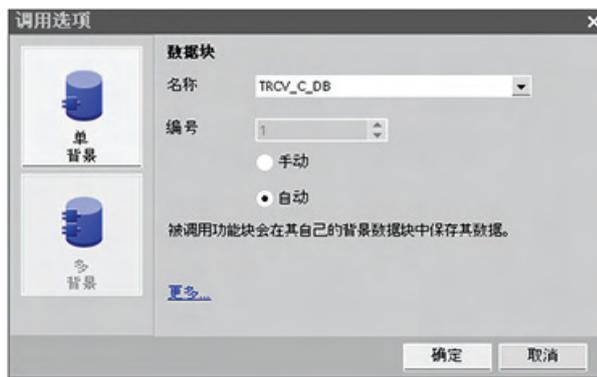 调用选项
数据块
名称
TRCV_C_DB
编号
1
手动
自动
单
背景
多
背景
被调用功能块会在其自己的背景数据块中保存其数据。
更多...
确定
取消